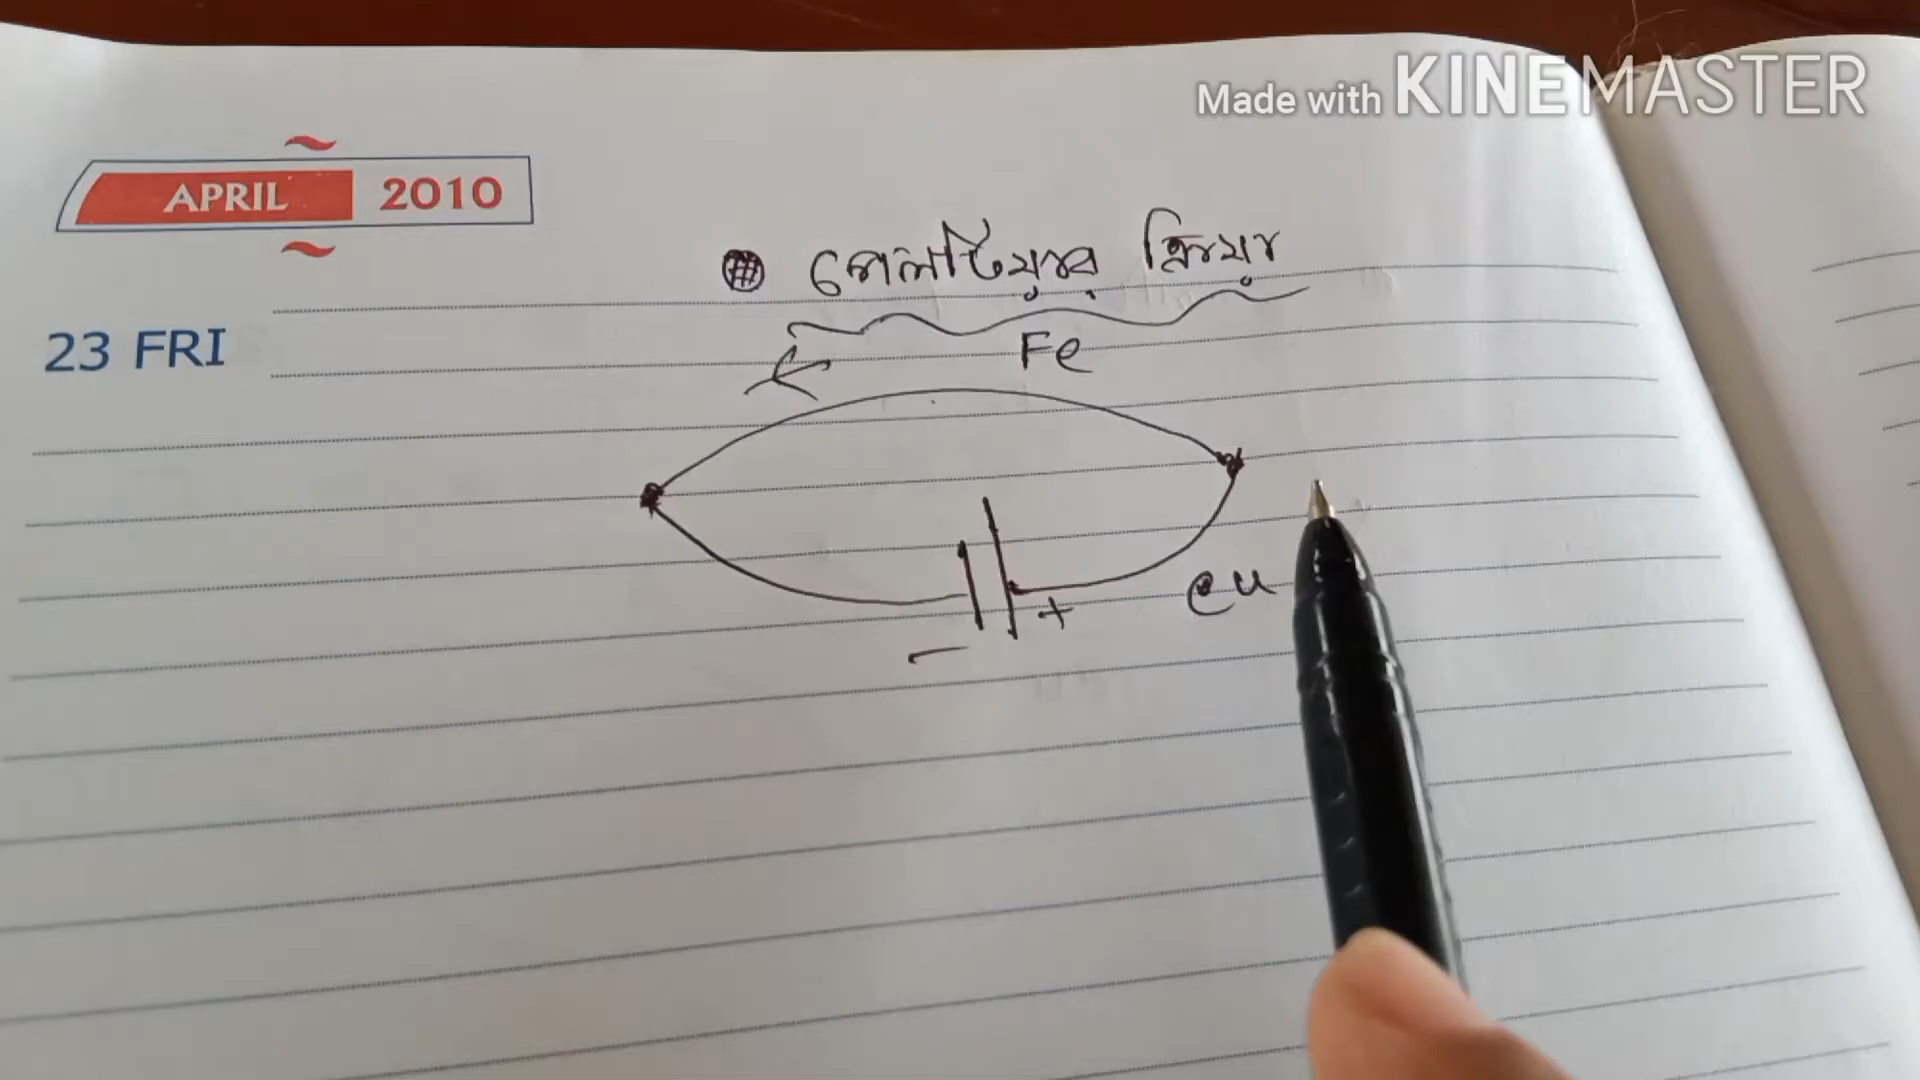 Made with KINEMASTER
APRIL 2010
পেলটিয়ার ক্রিয়া
23 FRI
Fe
Cu
+
−